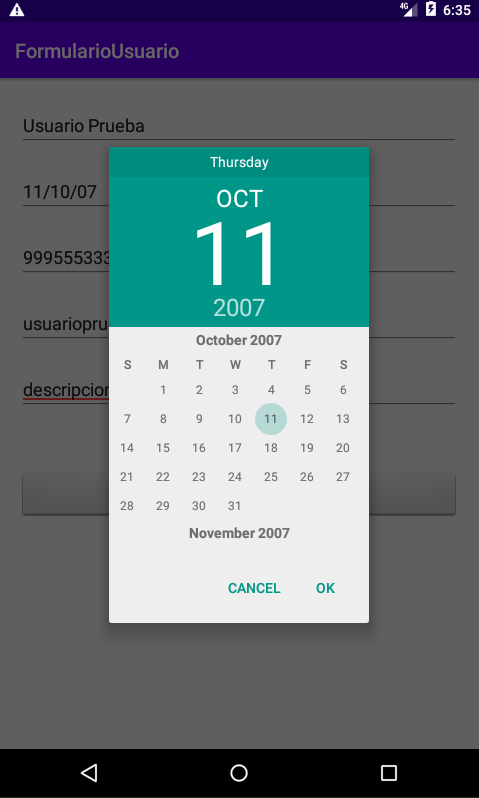 4G 6:35
FormularioUsuario
Usuario Prueba
11/10/07
999555333
usuariopru
descripcion
Thursday
OCT
11
2007
October 2007
S M T W T F S
1 2 3 4 5 6
7 8 9 10 11 12 13
14 15 16 17 18 19 20
21 22 23 24 25 26 27
28 29 30 31
November 2007
CANCEL OK